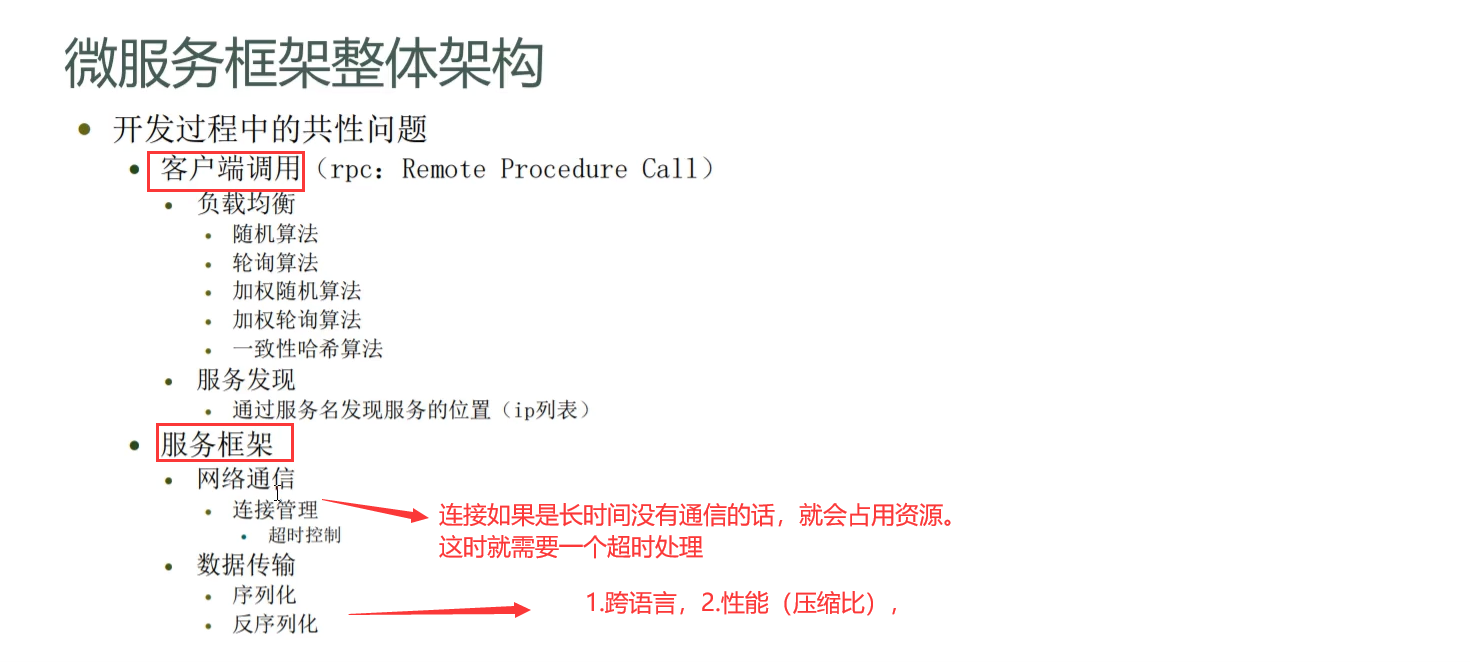 微服务框架整体架构
开发过程中的共性问题
客户端调用（rpc：Remote Procedure Call）
负载均衡
随机算法
轮询算法
加权随机算法
加权轮询算法
一致性哈希算法
服务发现
通过服务名发现服务的位置（ip列表）
服务框架
网络通信
连接管理
超时控制
连接如果是长时间没有通信的话，就会占用资源。
这时就需要一个超时处理
数据传输
序列化
反序列化
1.跨语言，2.性能（压缩比），